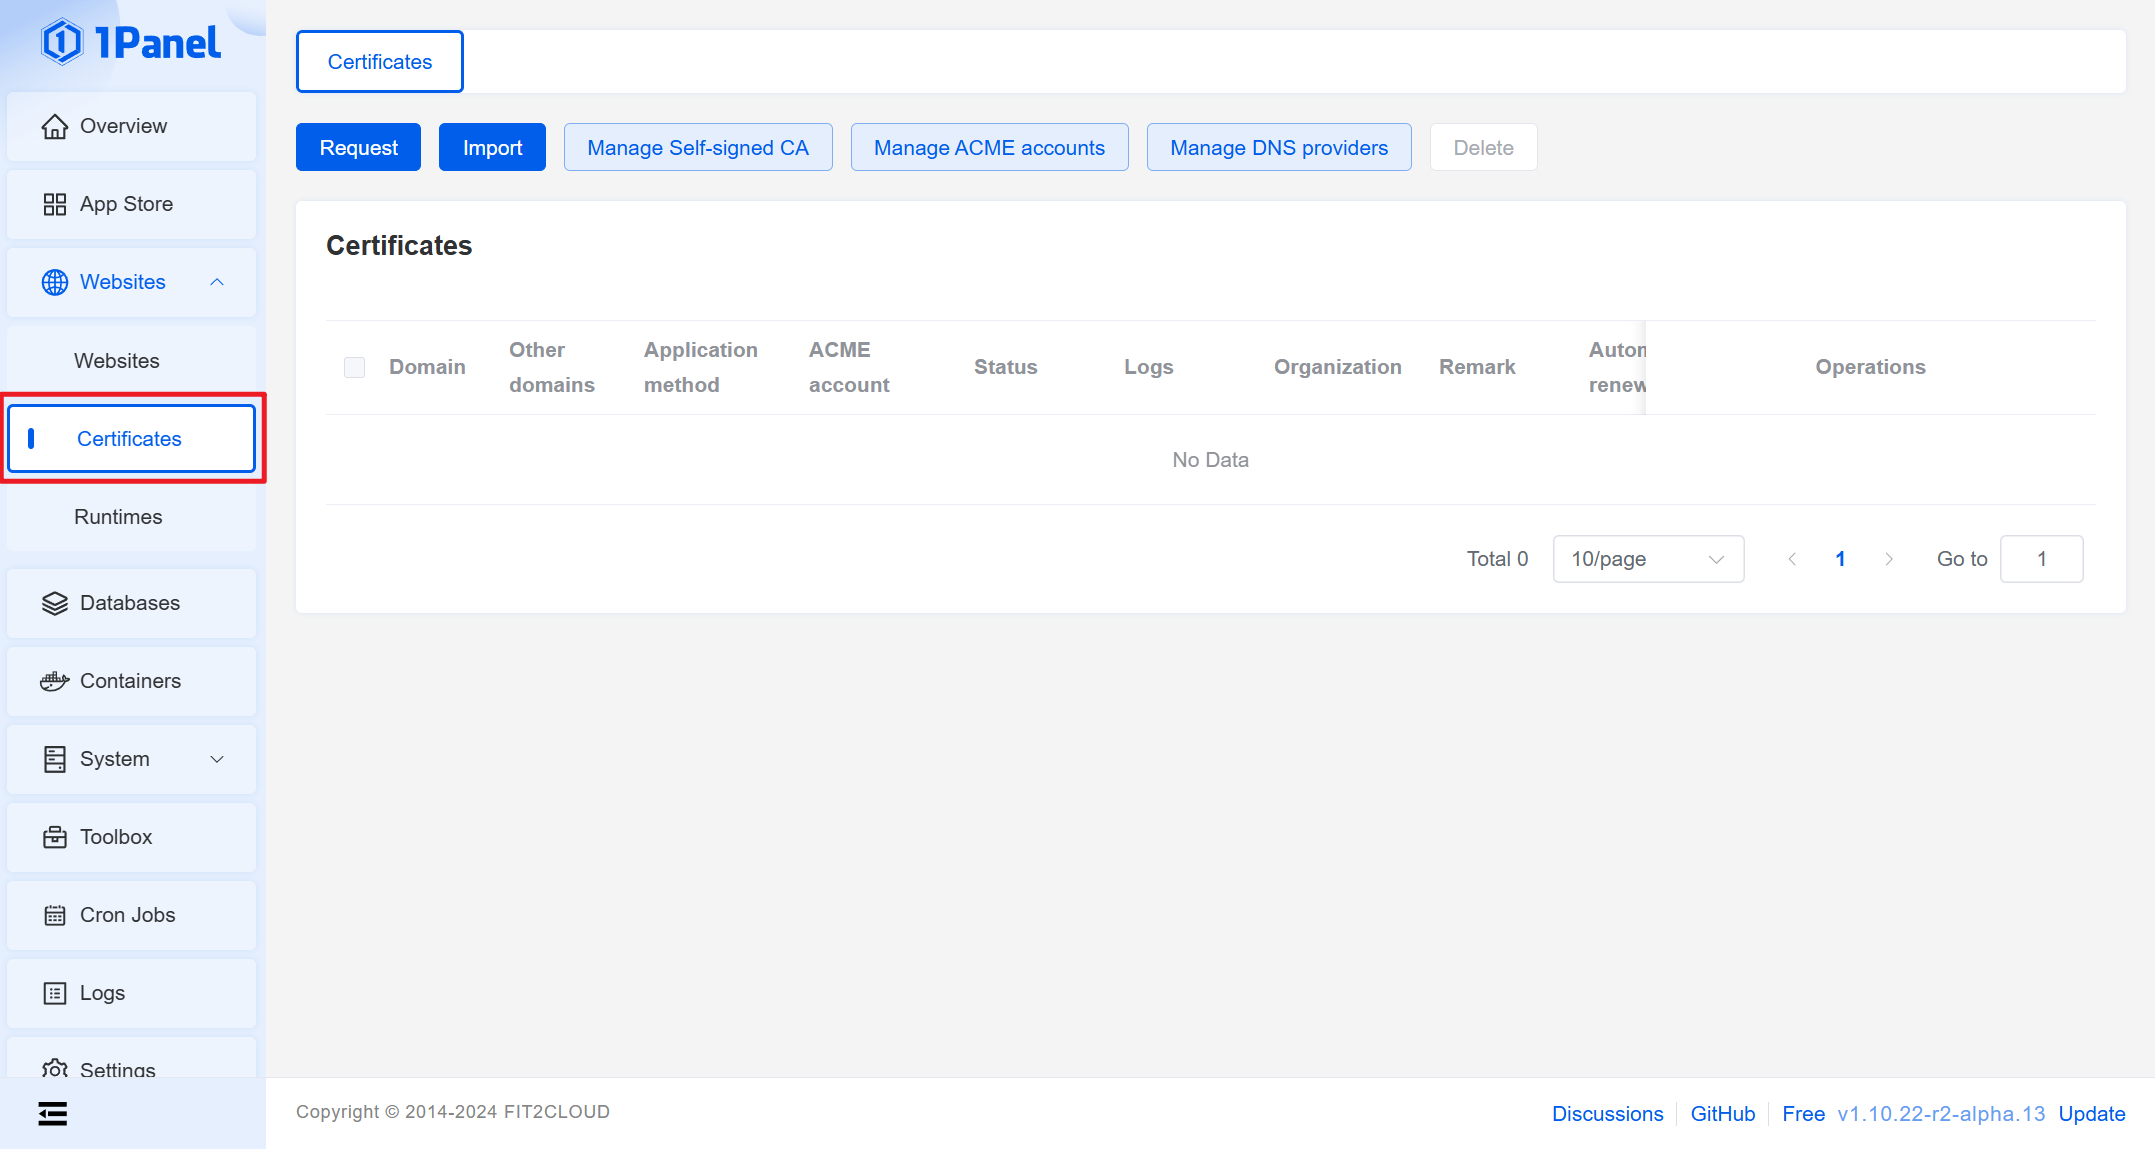 1Panel
Overview
App Store
Websites
Websites
Certificates
Runtimes
Databases
Containers
System
Toolbox
Cron Jobs
Logs
Settings
Certificates
Request
Import
Manage Self-signed CA
Manage ACME accounts
Manage DNS providers
Delete
Certificates
Domain
Other
domains
Application
method
ACME
account
Status
Logs
Organization
Remark
Auton
renew
Operations
No Data
Total 0
10/page
1
Go to
1
Copyright © 2014-2024 FIT2CLOUD
Discussions
GitHub
Free v1.10.22-r2-alpha.13 Update